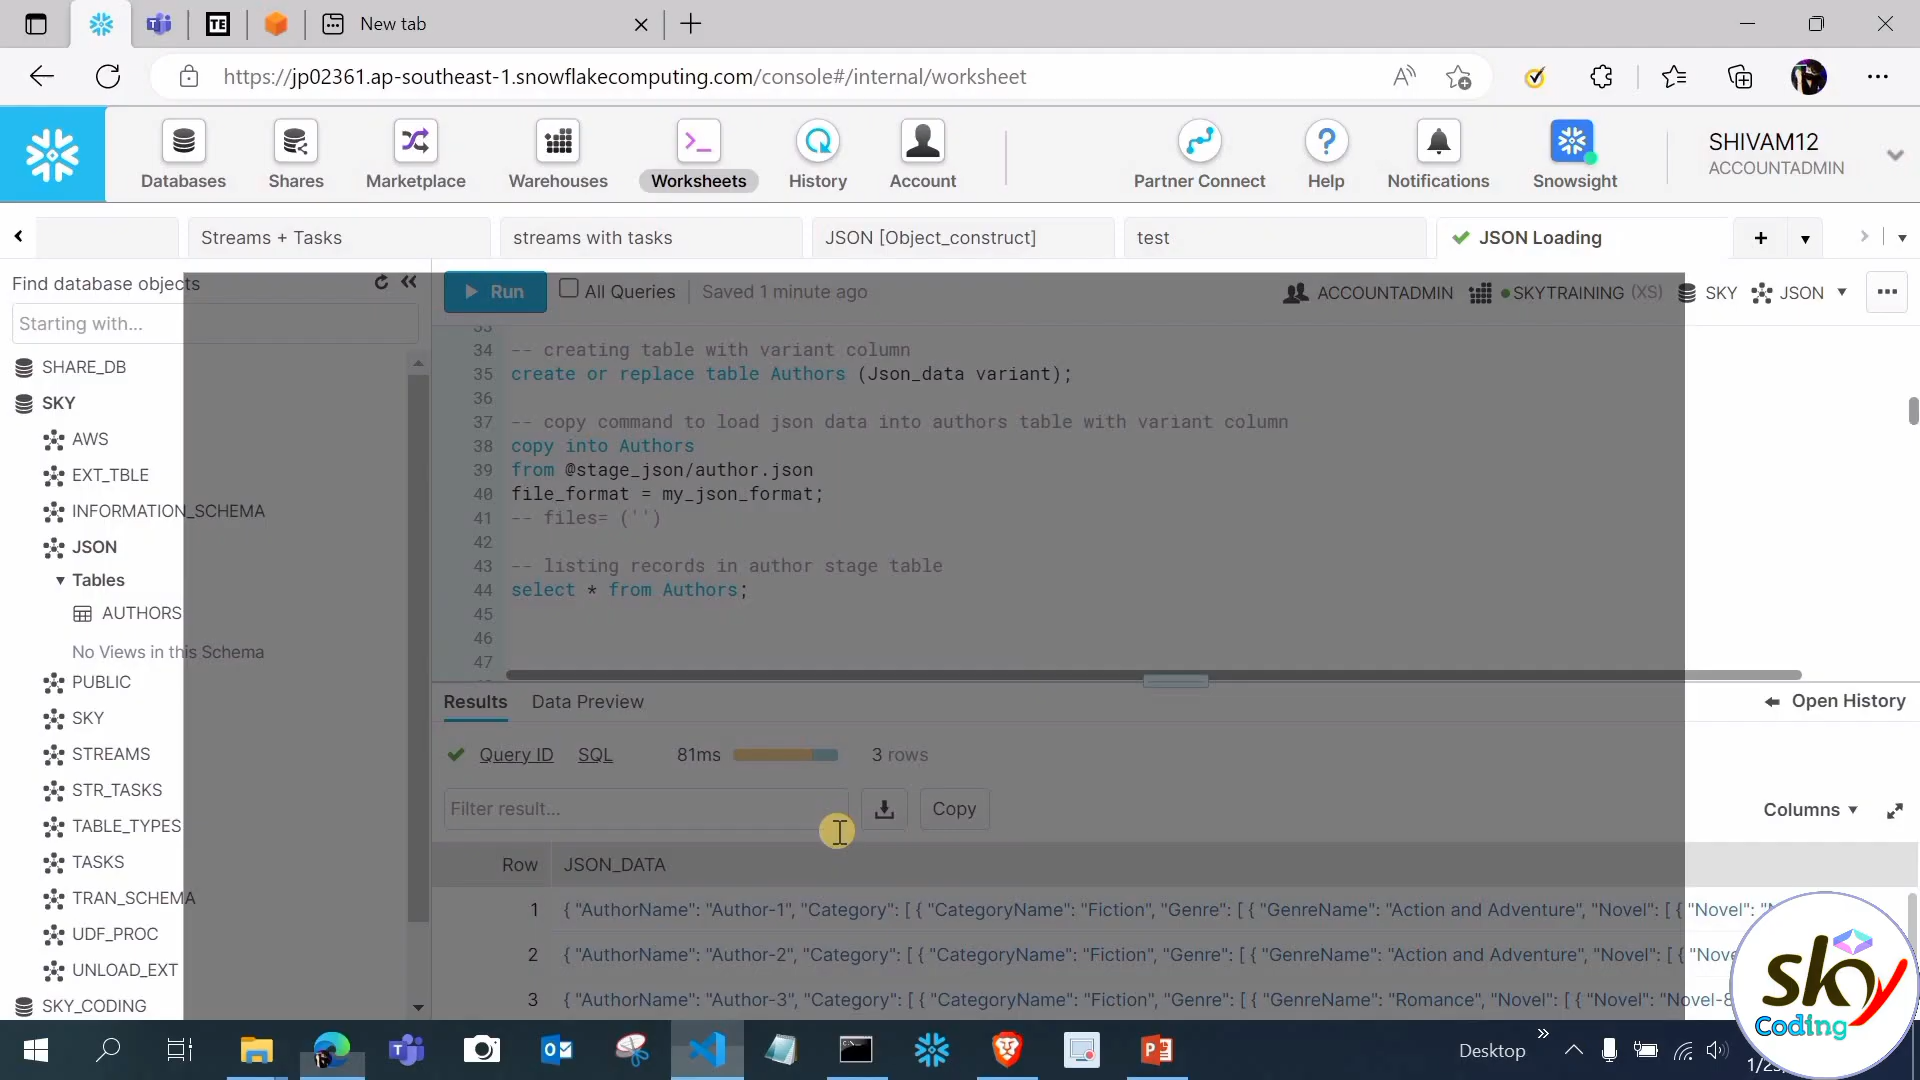 New tab
https://jp02361.ap-southeast-1.snowflakecomputing.com/console#/internal/worksheet
Databases
Shares
Marketplace
Warehouses
Worksheets
History
Account
Partner Connect
Help
Notifications
Snowsight
SHIVAM12
ACCOUNTADMIN
Streams + Tasks
streams with tasks
JSON [Object_construct]
test
JSON Loading
Find database objects
Starting with...
SHARE_DB
SKY
AWS
EXT_TBLE
INFORMATION_SCHEMA
JSON
Tables
AUTHORS
No Views in this Schema
PUBLIC
SKY
STREAMS
STR_TASKS
TABLE_TYPES
TASKS
TRAN_SCHEMA
UDF_PROC
UNLOAD_EXT
SKY_CODING
Run
All Queries
Saved 1 minute ago
ACCOUNTADMIN
SKYTRAINING (XS)
SKY
JSON
33
34 -- creating table with variant column
35 create or replace table Authors (Json_data variant);
36
37 -- copy command to load json data into authors table with variant column
38 copy into Authors
39 from @stage_json/author.json
40 file_format = my_json_format;
41 -- files= ('')
42
43 -- listing records in author stage table
44 select * from Authors;
45
46
47
Results
Data Preview
Open History
Query ID
SQL
81ms
3 rows
Filter result...
Copy
Columns
Row JSON_DATA
1 { "AuthorName": "Author-1", "Category": [ { "CategoryName": "Fiction", "Genre": [ { "GenreName": "Action and Adventure", "Novel": [ { "Novel":
2 { "AuthorName": "Author-2", "Category": [ { "CategoryName": "Fiction", "Genre": [ { "GenreName": "Action and Adventure", "Novel": [ {
3 { "AuthorName": "Author-3", "Category": [ { "CategoryName": "Fiction", "Genre": [ { "GenreName": "Romance", "Novel": [ { "Novel": "Novel-8
sky
Coding
Desktop